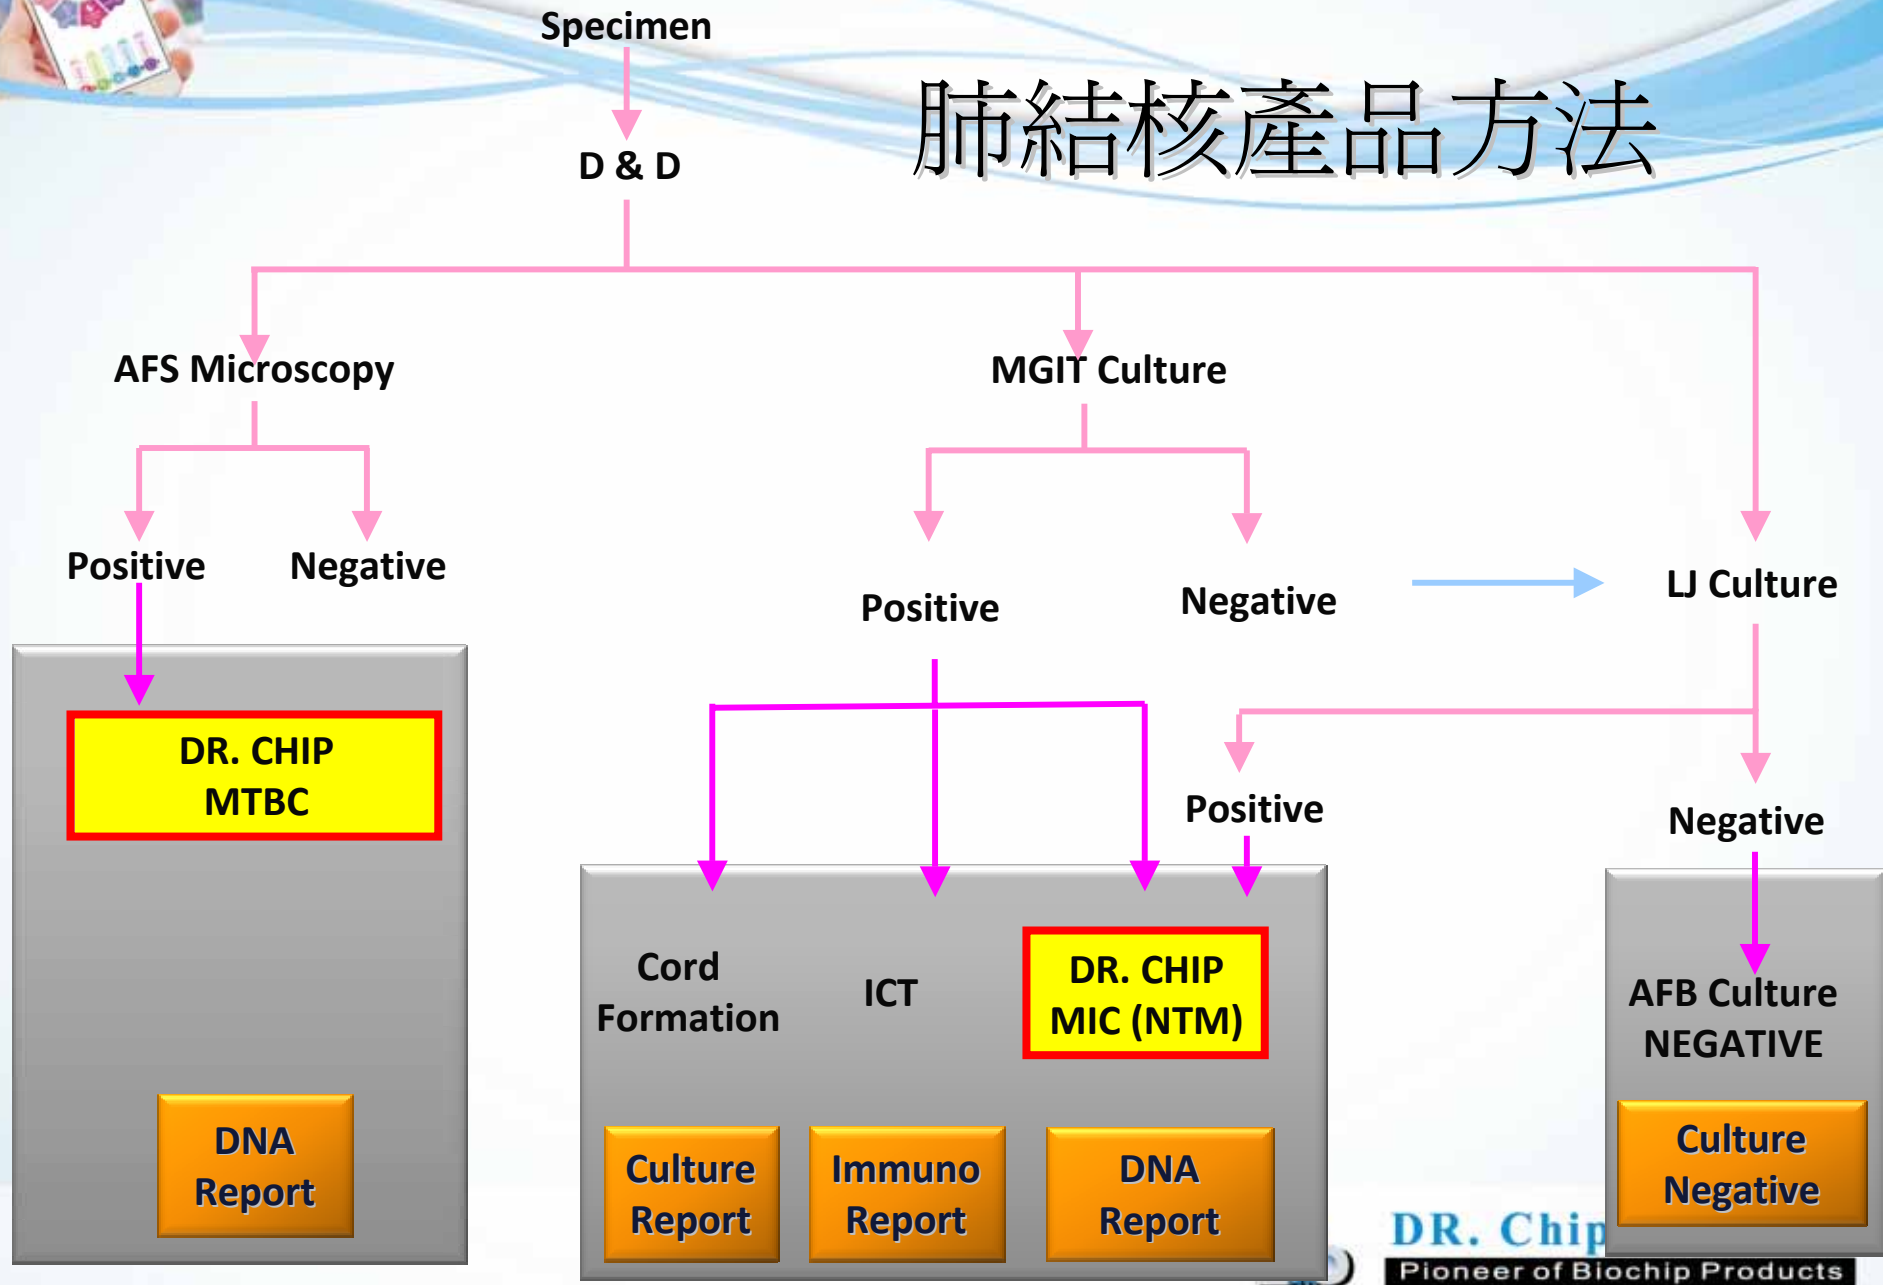 Specimen
肺結核產品方法
D & D
AFS Microscopy
MGIT Culture
Positive
Negative
Positive
Negative
LJ Culture
DR. CHIP
MTBC
Positive
Negative
Cord
Formation
ICT
DR. CHIP
MIC (NTM)
AFB Culture
NEGATIVE
DNA
Report
Culture
Report
Immuno
Report
DNA
Report
Culture
Negative
DR. Chip
Pioneer of Biochip Products